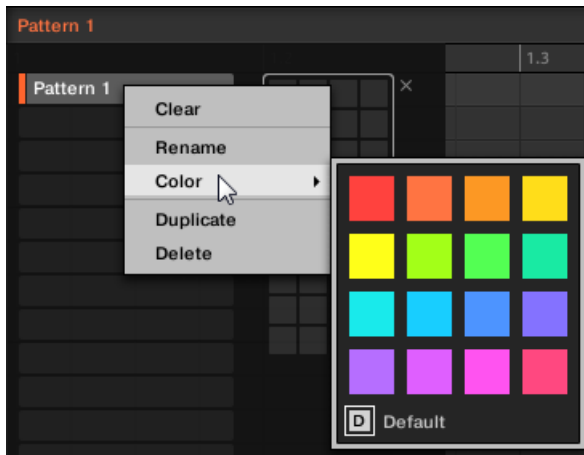 Pattern 1
1.3
Pattern 1
Clear
Rename
Color
Duplicate
Delete
D Default